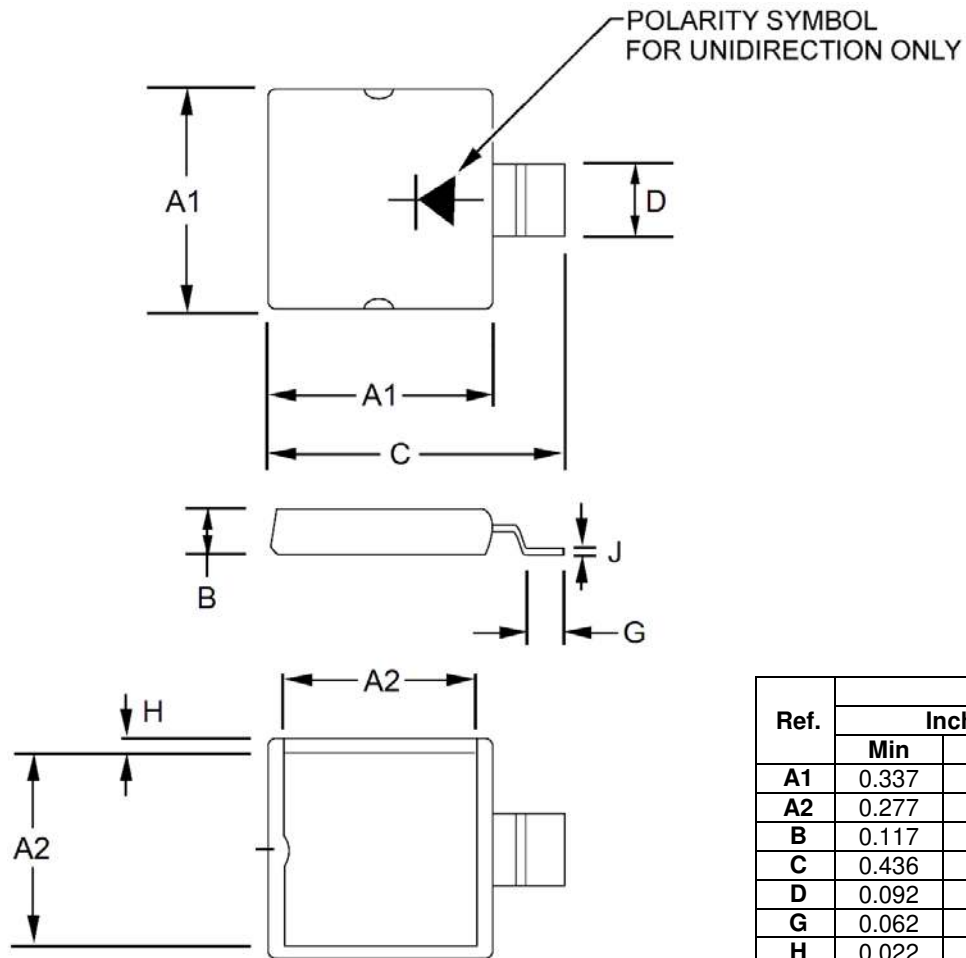 POLARITY SYMBOL
FOR UNIDIRECTION ONLY
A1
D
A1
C
B
J
G
A2
H
A2
Ref.
Min
A1 0.337
A2 0.277
B 0.117
C 0.436
D 0.092
G 0.062
H 0.022